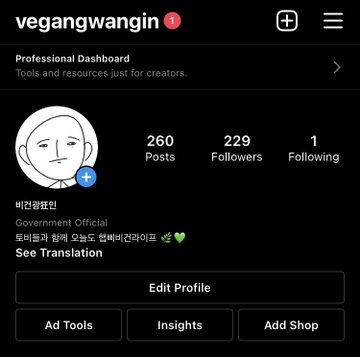 vegangwangin 1
Professional Dashboard
Tools and resources just for creators.
260 229 1
Posts Followers Following
비건광狂인
Government Official
토비들과 함께 오늘도 헵삐비건라이프 🌿💚
See Translation
Edit Profile
Ad Tools Insights Add Shop